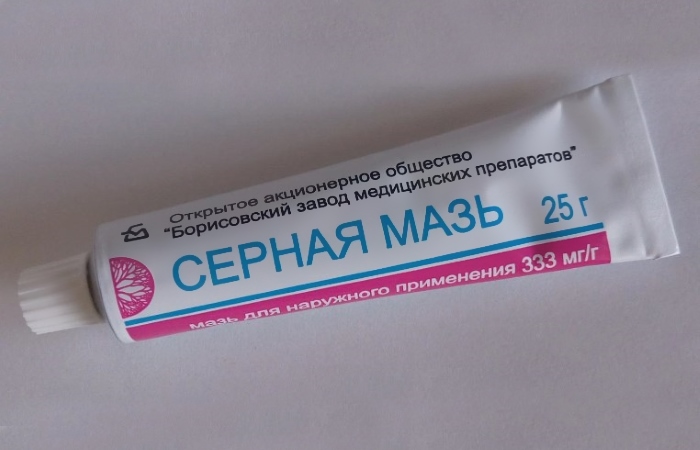 Открытое акционерное общество
"Борисовский завод медицинских препаратов"
СЕРНАЯ МАЗЬ 25 г
мазь для наружного применения 333 мг/г